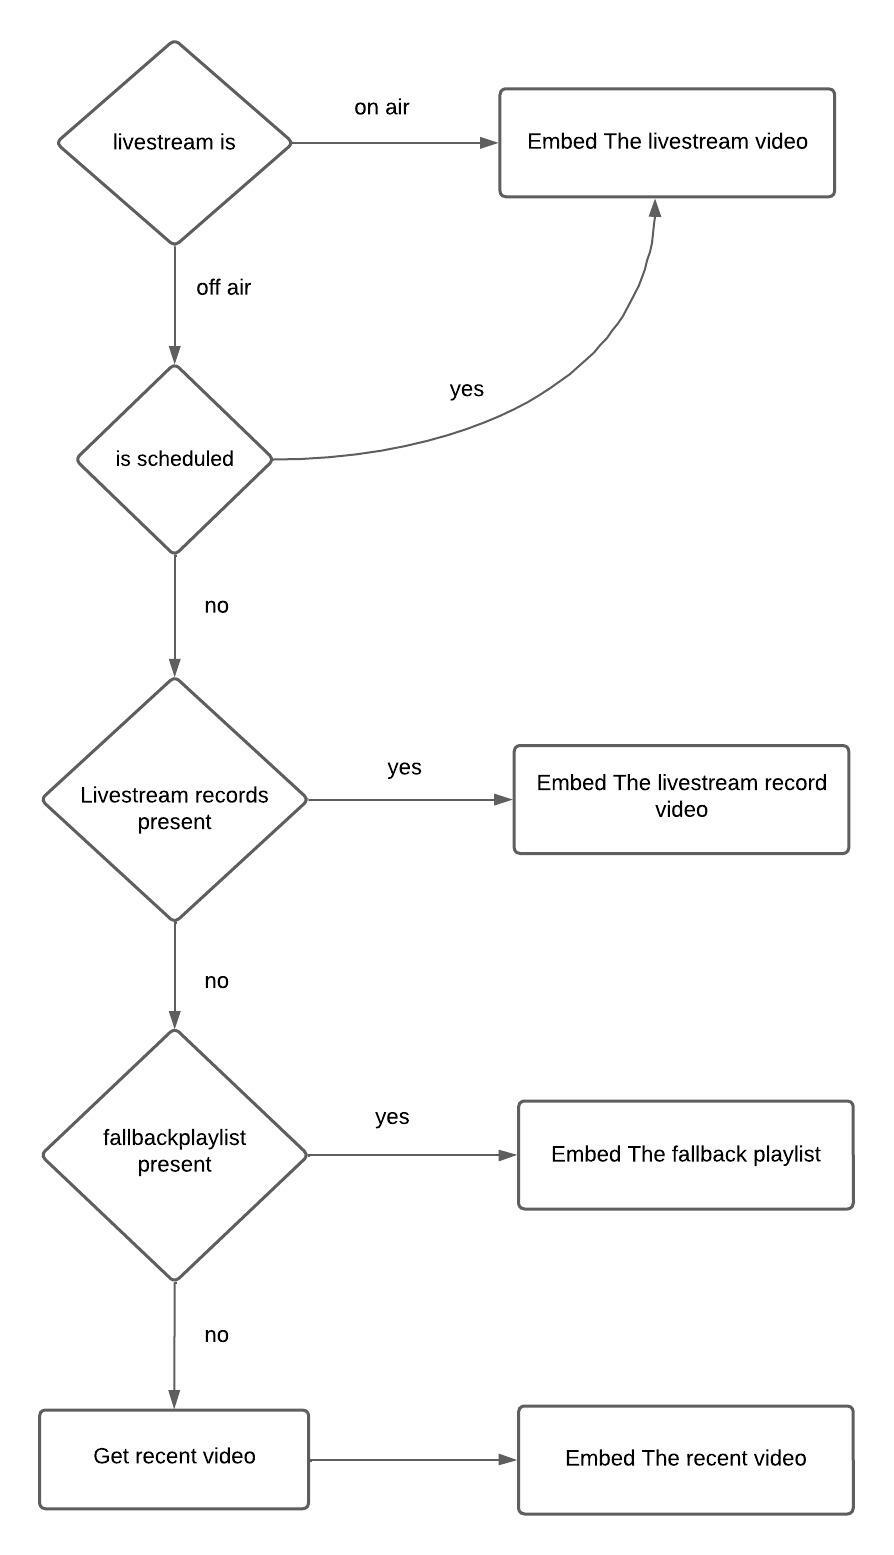 livestream is
on air
Embed The livestream video
off air
is scheduled
yes
no
Livestream records
present
yes
Embed The livestream record
video
no
fallbackplaylist
present
yes
Embed The fallback playlist
no
Get recent video
Embed The recent video